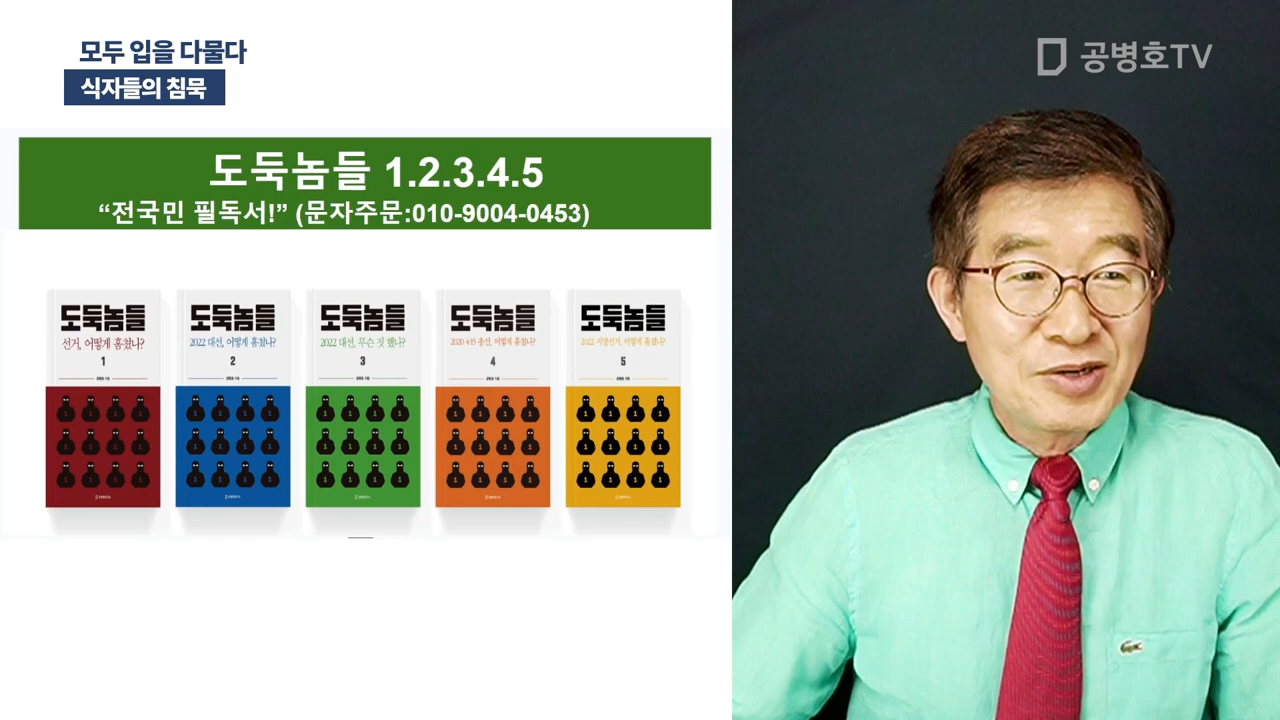 모두 입을 다물다
식자들의 침묵
공병호TV
도둑놈들 1.2.3.4.5
“전국민 필독서!” (문자주문:010-9004-0453)
도둑놈들
선거, 어떻게 훔쳤나?
1
도둑놈들
2022 대선, 어떻게 훔쳤나?
2
도둑놈들
2022 대선, 무슨 짓 했나?
3
도둑놈들
2020 4·15 총선, 어떻게 훔쳤나?
4
도둑놈들
2022 지방선거, 어떻게 훔쳤나?
5